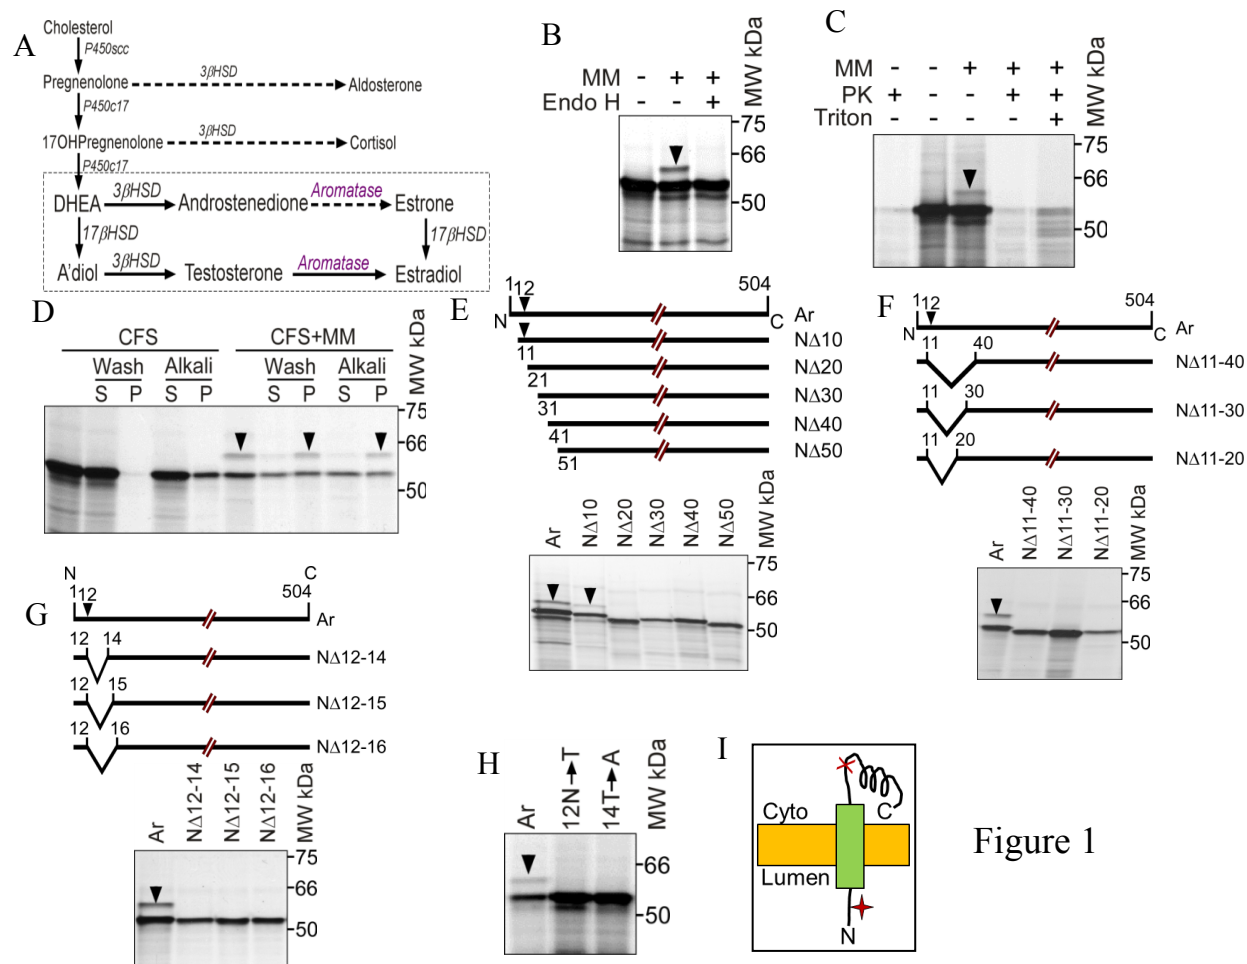 A
Cholesterol
P450scc
Pregnenolone 3βHSD Aldosterone
P450c17
17OHPregnenolone 3βHSD Cortisol
P450c17
DHEA 3βHSD Androstenedione Aromatase Estrone
17βHSD 17βHSD
A'diol 3βHSD Testosterone Aromatase Estradiol
B
MM - + +
Endo H - - +
MW kDa
75
66
50
C
MM - - + + +
PK + - - + +
Triton - - - - +
MW kDa
75
66
50
D
CFS CFS+MM
Wash Alkali Wash Alkali
S P S P S P S P
MW kDa
75
66
50
E
1 12 504
N C Ar
NΔ10
11 NΔ20
21 NΔ30
31 NΔ40
41 NΔ50
51
Ar NΔ10 NΔ20 NΔ30 NΔ40 NΔ50 MW kDa
75
66
50
F
1 12 504
N C Ar
11 40 NΔ11-40
11 30 NΔ11-30
11 20 NΔ11-20
Ar NΔ11-40 NΔ11-30 NΔ11-20 MW kDa
75
66
50
G
N C
1 12 504
Ar
12 14 NΔ12-14
12 15 NΔ12-15
12 16 NΔ12-16
Ar NΔ12-14 NΔ12-15 NΔ12-16 MW kDa
75
66
50
H
Ar 12N→T 14T→A MW kDa
66
50
I
Cyto C
Lumen
N
Figure 1